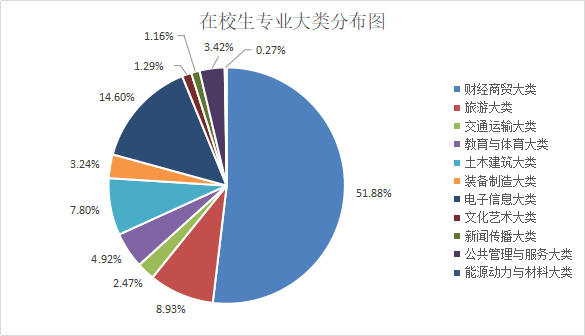 在校生专业大类分布图
1.16%
3.42%
0.27%
1.29%
14.60%
3.24%
7.80%
4.92%
2.47%
8.93%
51.88%
财经商贸大类
旅游大类
交通运输大类
教育与体育大类
土木建筑大类
装备制造大类
电子信息大类
文化艺术大类
新闻传播大类
公共管理与服务大类
能源动力与材料大类